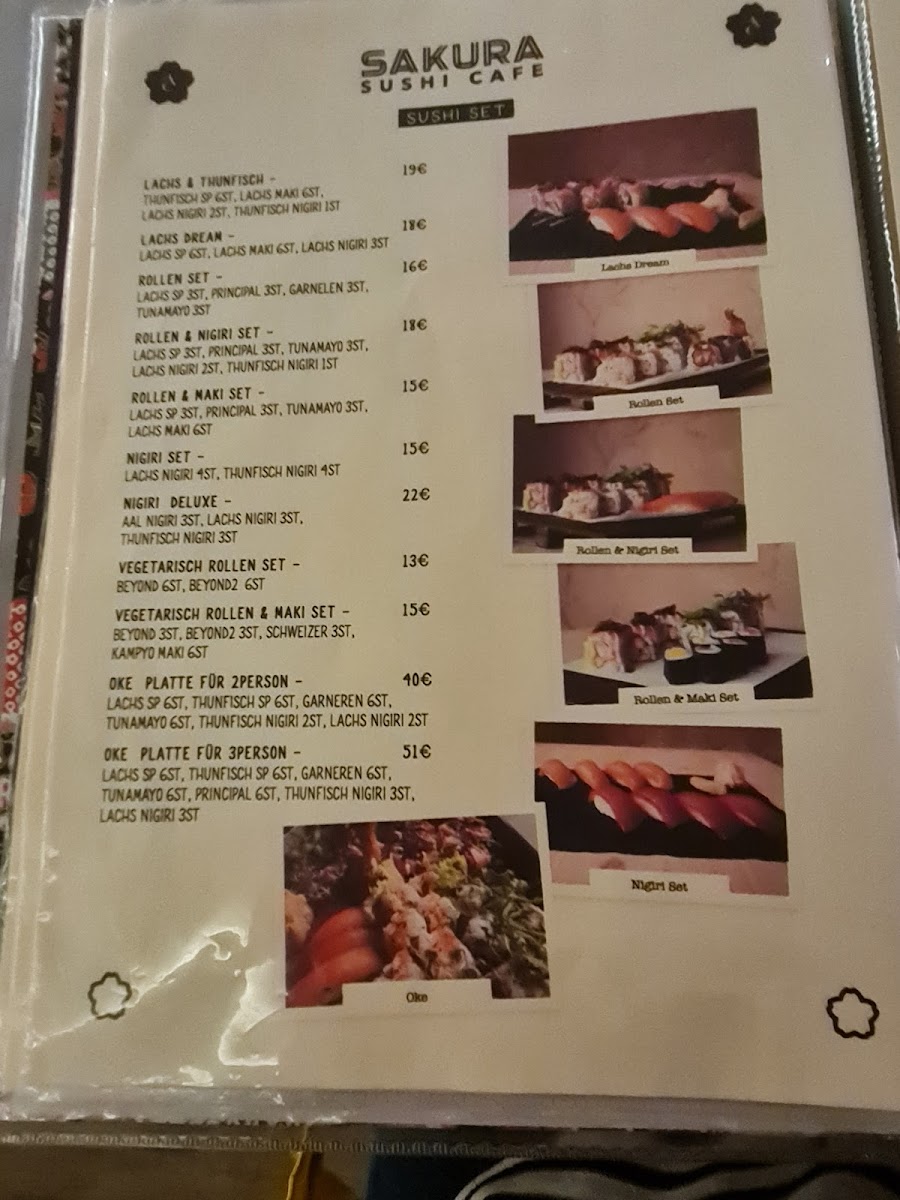 SAKURA
SUSHI CAFE
SUSHI SET
LACHS & THUNFISCH - 19€
THUNFISCH SP 6ST, LACHS MAKI 6ST,
LACHS NIGIRI 2ST, THUNFISCH NIGIRI 1ST
LACHS DREAM - 18€
LACHS SP 6ST, LACHS MAKI 6ST, LACHS NIGIRI 3ST
ROLLEN SET - 16€
LACHS SP 3ST, PRINCIPAL 3ST, GARNELEN 3ST,
TUNAMAYO 3ST
ROLLEN & NIGIRI SET - 18€
LACHS SP 3ST, PRINCIPAL 3ST, TUNAMAYO 3ST,
LACHS NIGIRI 2ST, THUNFISCH NIGIRI 1ST
ROLLEN & MAKI SET - 15€
LACHS SP 3ST, PRINCIPAL 3ST, TUNAMAYO 3ST,
LACHS MAKI 6ST
NIGIRI SET - 15€
LACHS NIGIRI 4ST, THUNFISCH NIGIRI 4ST
NIGIRI DELUXE - 22€
AAL NIGIRI 3ST, LACHS NIGIRI 3ST,
THUNFISCH NIGIRI 3ST
VEGETARISCH ROLLEN SET - 13€
BEYOND 6ST, BEYOND2 6ST
VEGETARISCH ROLLEN & MAKI SET - 15€
BEYOND 3ST, BEYOND2 3ST, SCHWEIZER 3ST,
KAMPYO MAKI 6ST
OKE PLATTE FÜR 2PERSON - 40€
LACHS SP 6ST, THUNFISCH SP 6ST, GARNEREN 6ST,
TUNAMAYO 6ST, THUNFISCH NIGIRI 2ST, LACHS NIGIRI 2ST
OKE PLATTE FÜR 3PERSON - 51€
LACHS SP 6ST, THUNFISCH SP 6ST, GARNEREN 6ST,
TUNAMAYO 6ST, PRINCIPAL 6ST, THUNFISCH NIGIRI 3ST,
LACHS NIGIRI 3ST
Lachs Dream
Rollen Set
Rollen & Nigiri Set
Rollen & Maki Set
Nigiri Set
Oke